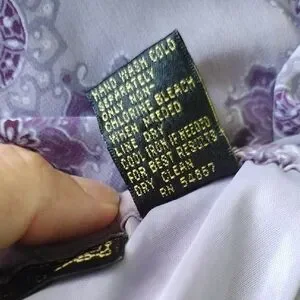 HAND WASH COLD
SEPARATELY
ONLY NON-
CHLORINE BLEACH
WHEN NEEDED
LINE DRY
COOL IRON IF NEEDED
FOR BEST RESULTS
DRY CLEAN
RN 54867